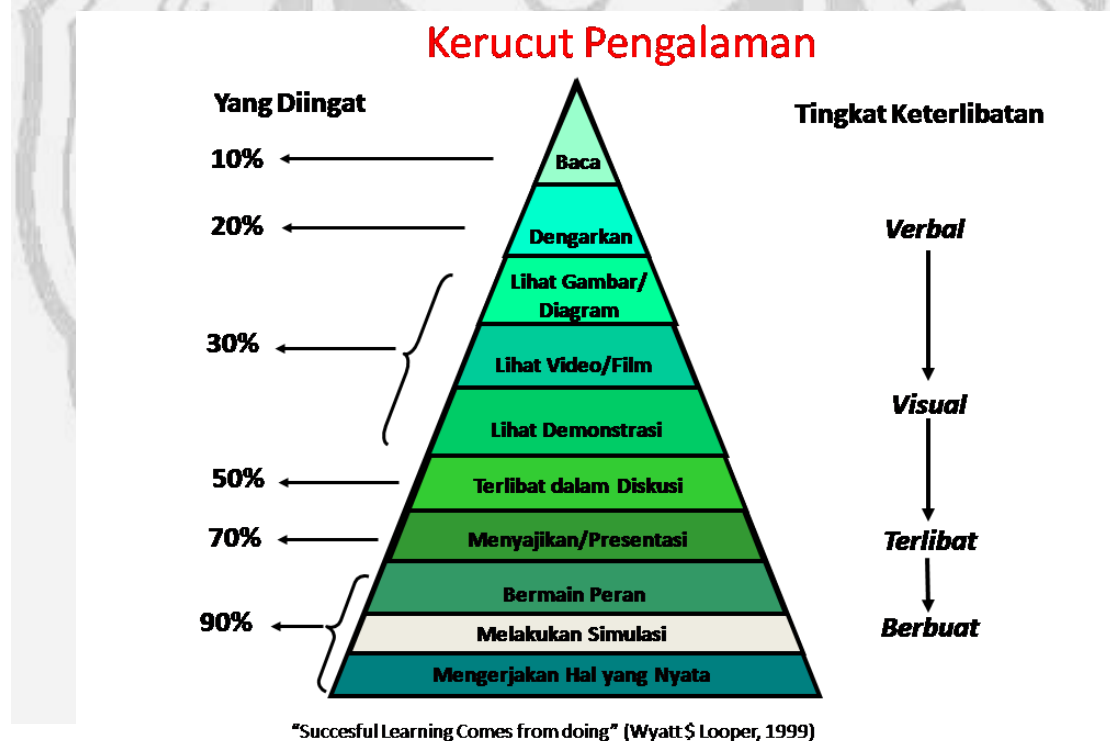 Kerucut Pengalaman
Yang Diingat
Tingkat Keterlibatan
10%
Baca
20%
Dengarkan
Verbal
Lihat Gambar/
Diagram
30%
Lihat Video/Film
Visual
Lihat Demonstrasi
50%
Terlibat dalam Diskusi
70%
Menyajikan/Presentasi
Terlibat
Bermain Peran
90%
Melakukan Simulasi
Berbuat
Mengerjakan Hal yang Nyata
"Succesful Learning Comes from doing" (Wyatt $ Looper, 1999)